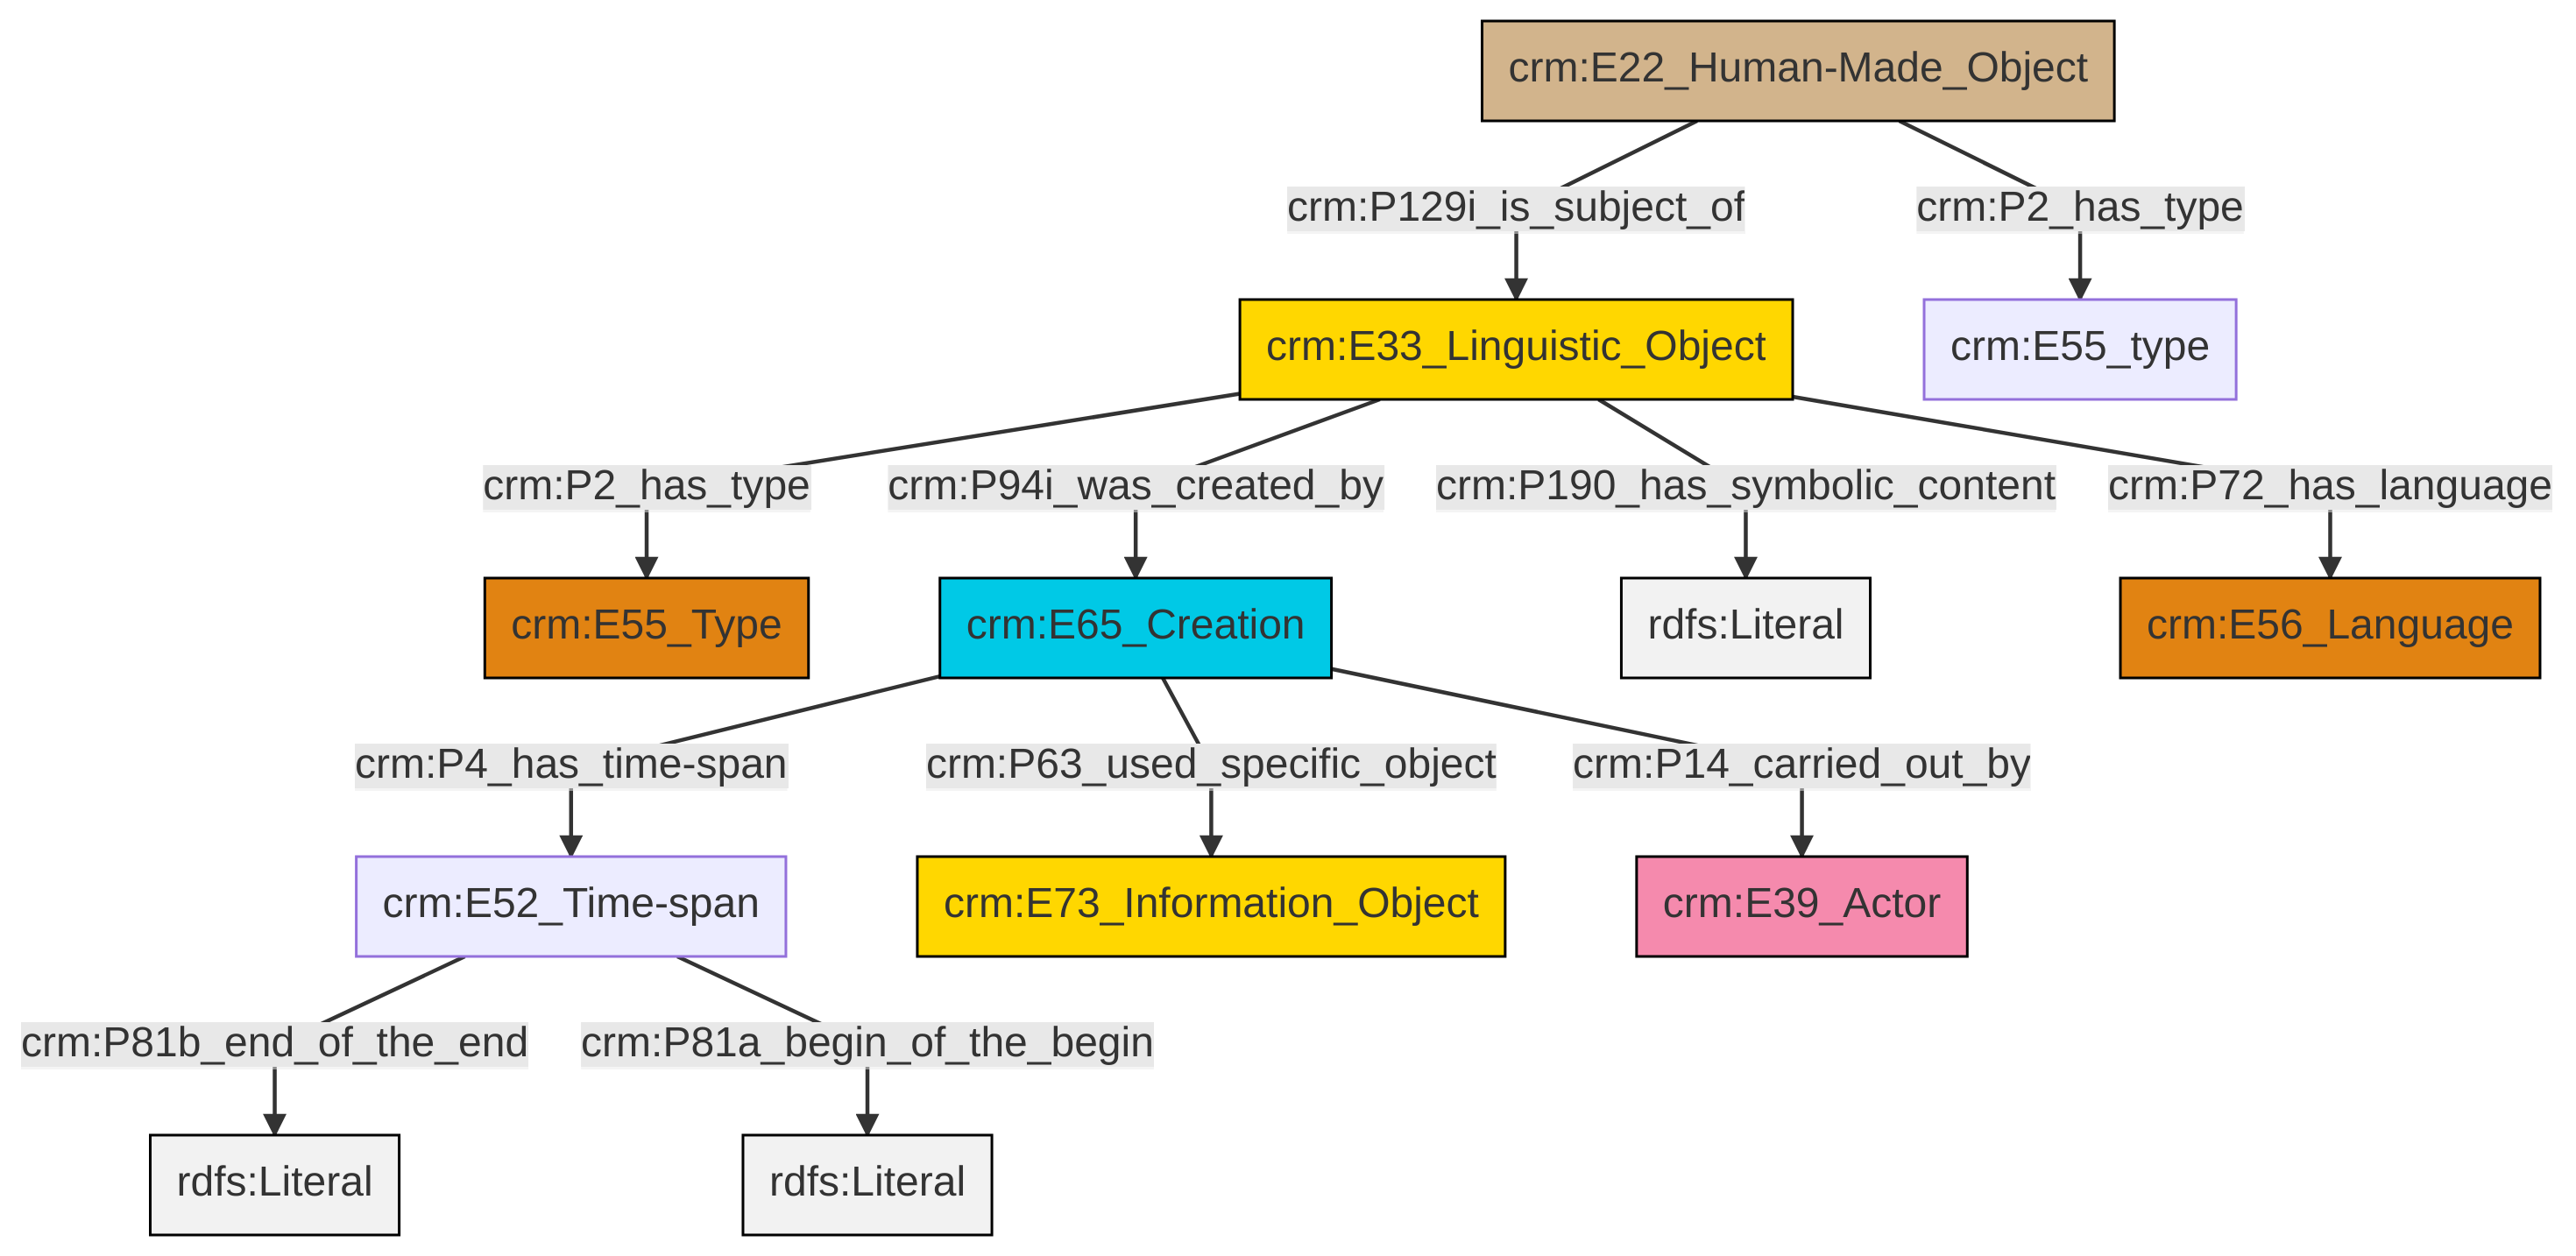 crm:E22_Human-Made_Object
crm:P129i_is_subject_of
crm:P2_has_type
crm:E33_Linguistic_Object
crm:E55_type
crm:P2_has_type
crm:P94i_was_created_by
crm:P190_has_symbolic_content
crm:P72_has_language
crm:E55_Type
crm:E65_Creation
rdfs:Literal
crm:E56_Language
crm:P4_has_time-span
crm:P63_used_specific_object
crm:P14_carried_out_by
crm:E52_Time-span
crm:E73_Information_Object
crm:E39_Actor
crm:P81b_end_of_the_end
crm:P81a_begin_of_the_begin
rdfs:Literal
rdfs:Literal